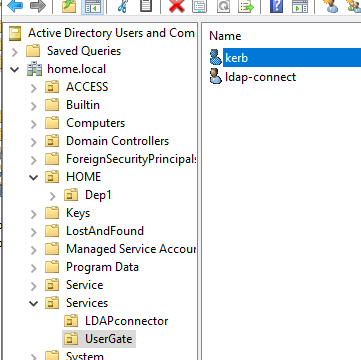 Active Directory Users and Com
Name
Saved Queries
kerb
home.local
ldap-connect
ACCESS
Builtin
Computers
Domain Controllers
ForeignSecurityPrincipals
HOME
Dep1
Keys
LostAndFound
Managed Service Accour
Program Data
Service
Services
LDAPconnector
UserGate
System